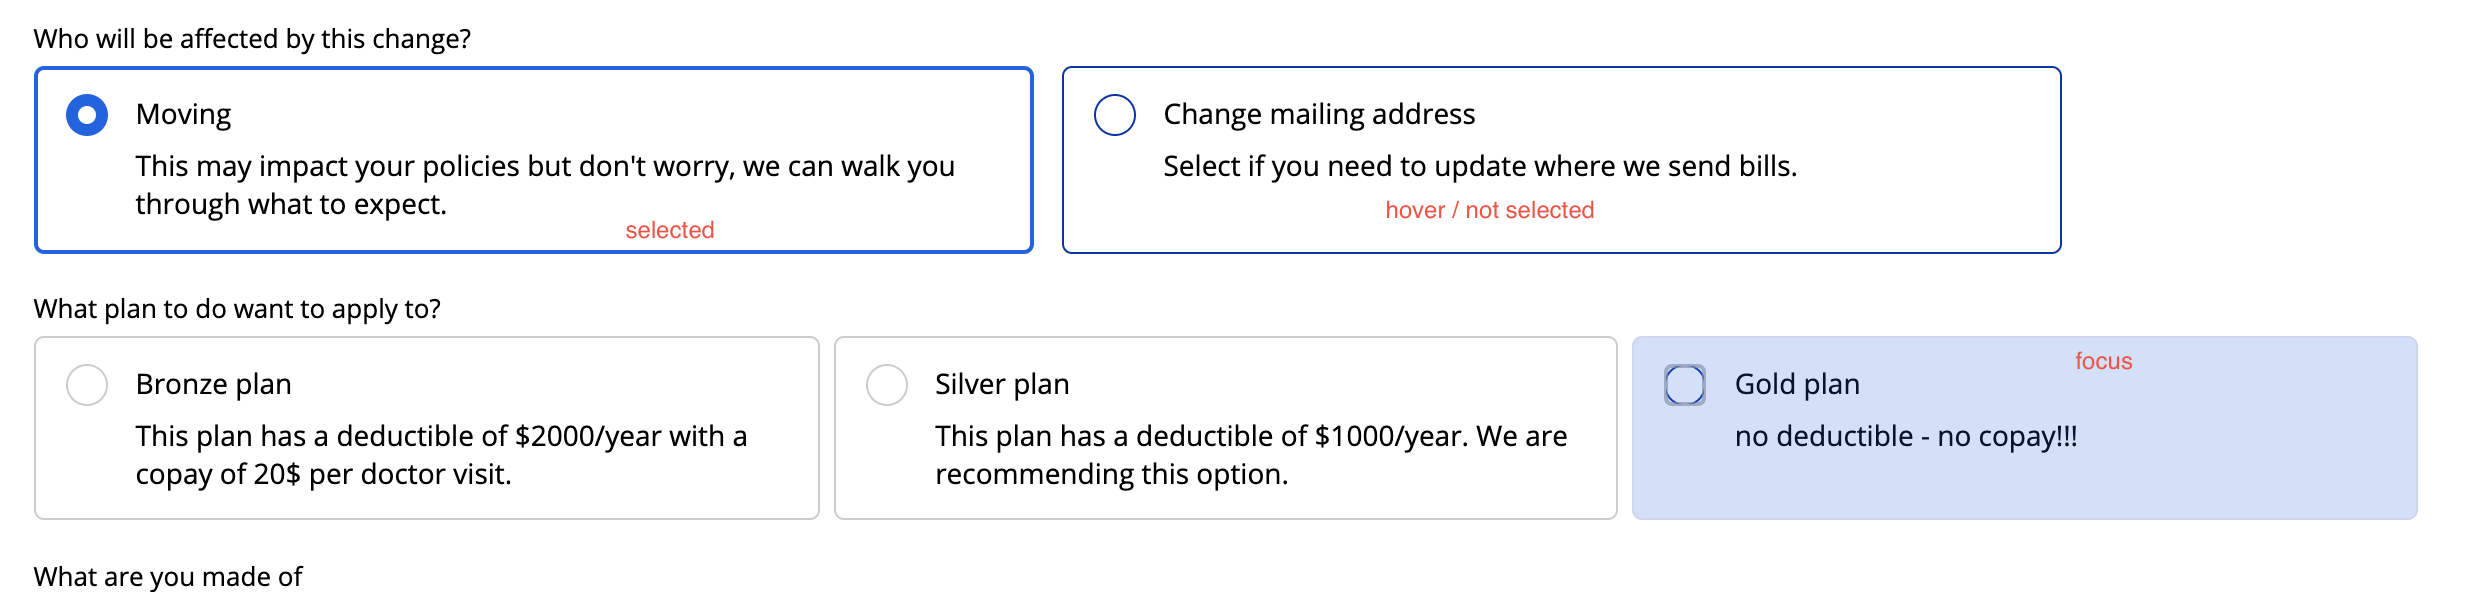 Who will be affected by this change?
Moving
This may impact your policies but don't worry, we can walk you
through what to expect.
selected
Change mailing address
Select if you need to update where we send bills.
hover / not selected
What plan to do want to apply to?
Bronze plan
This plan has a deductible of $2000/year with a
copay of 20$ per doctor visit.
Silver plan
This plan has a deductible of $1000/year. We are
recommending this option.
focus
Gold plan
no deductible - no copay!!!
What are you made of